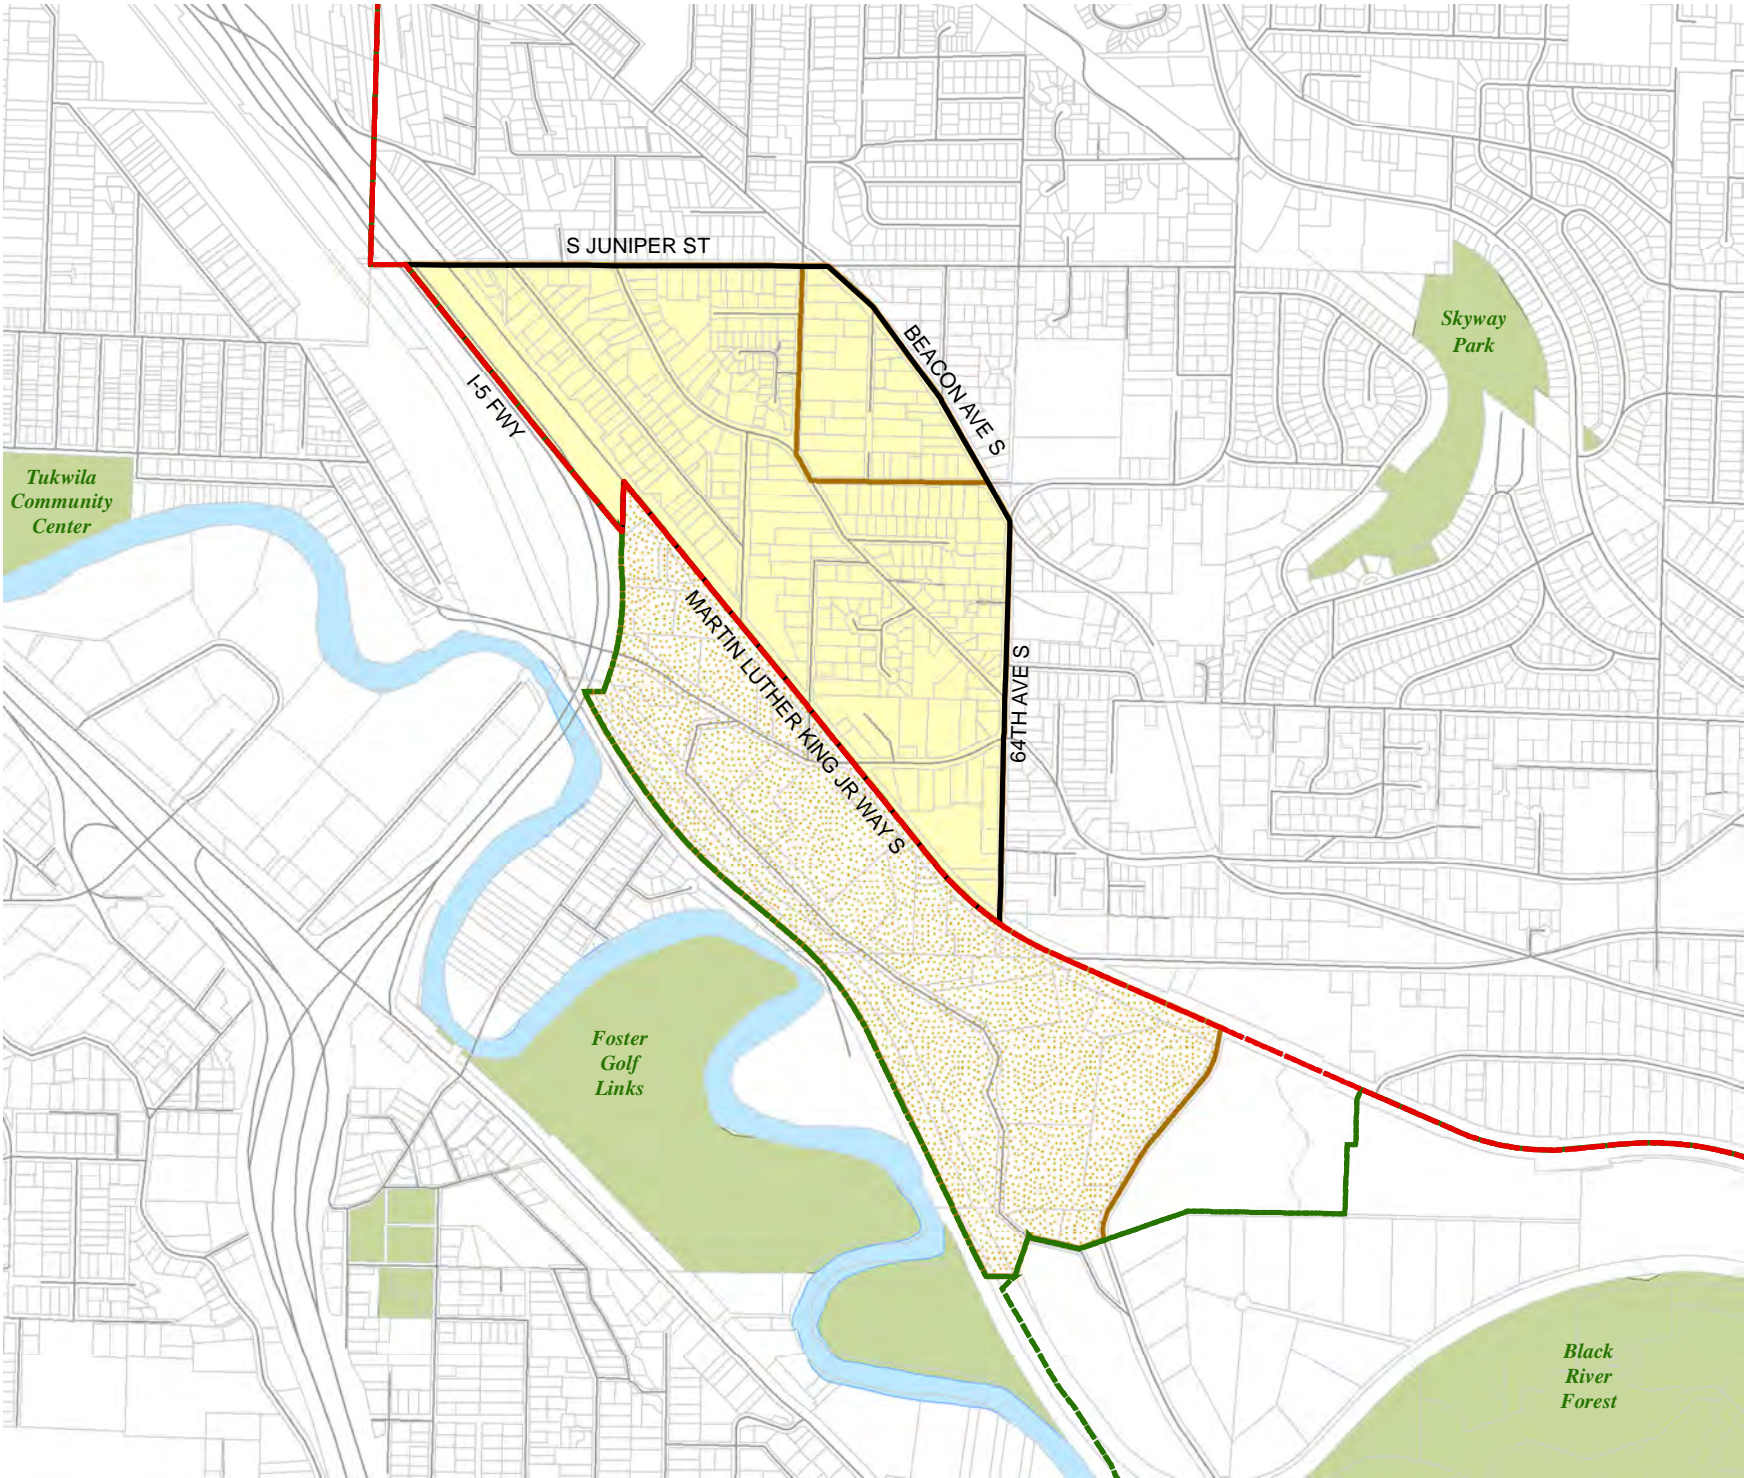 S JUNIPER ST
BEACON AVE S
Skyway
Park
I-5 FWY
Tukwila
Community
Center
MARTIN LUTHER KING JR WAY S
64TH AVE S
Foster
Golf
Links
Black
River
Forest